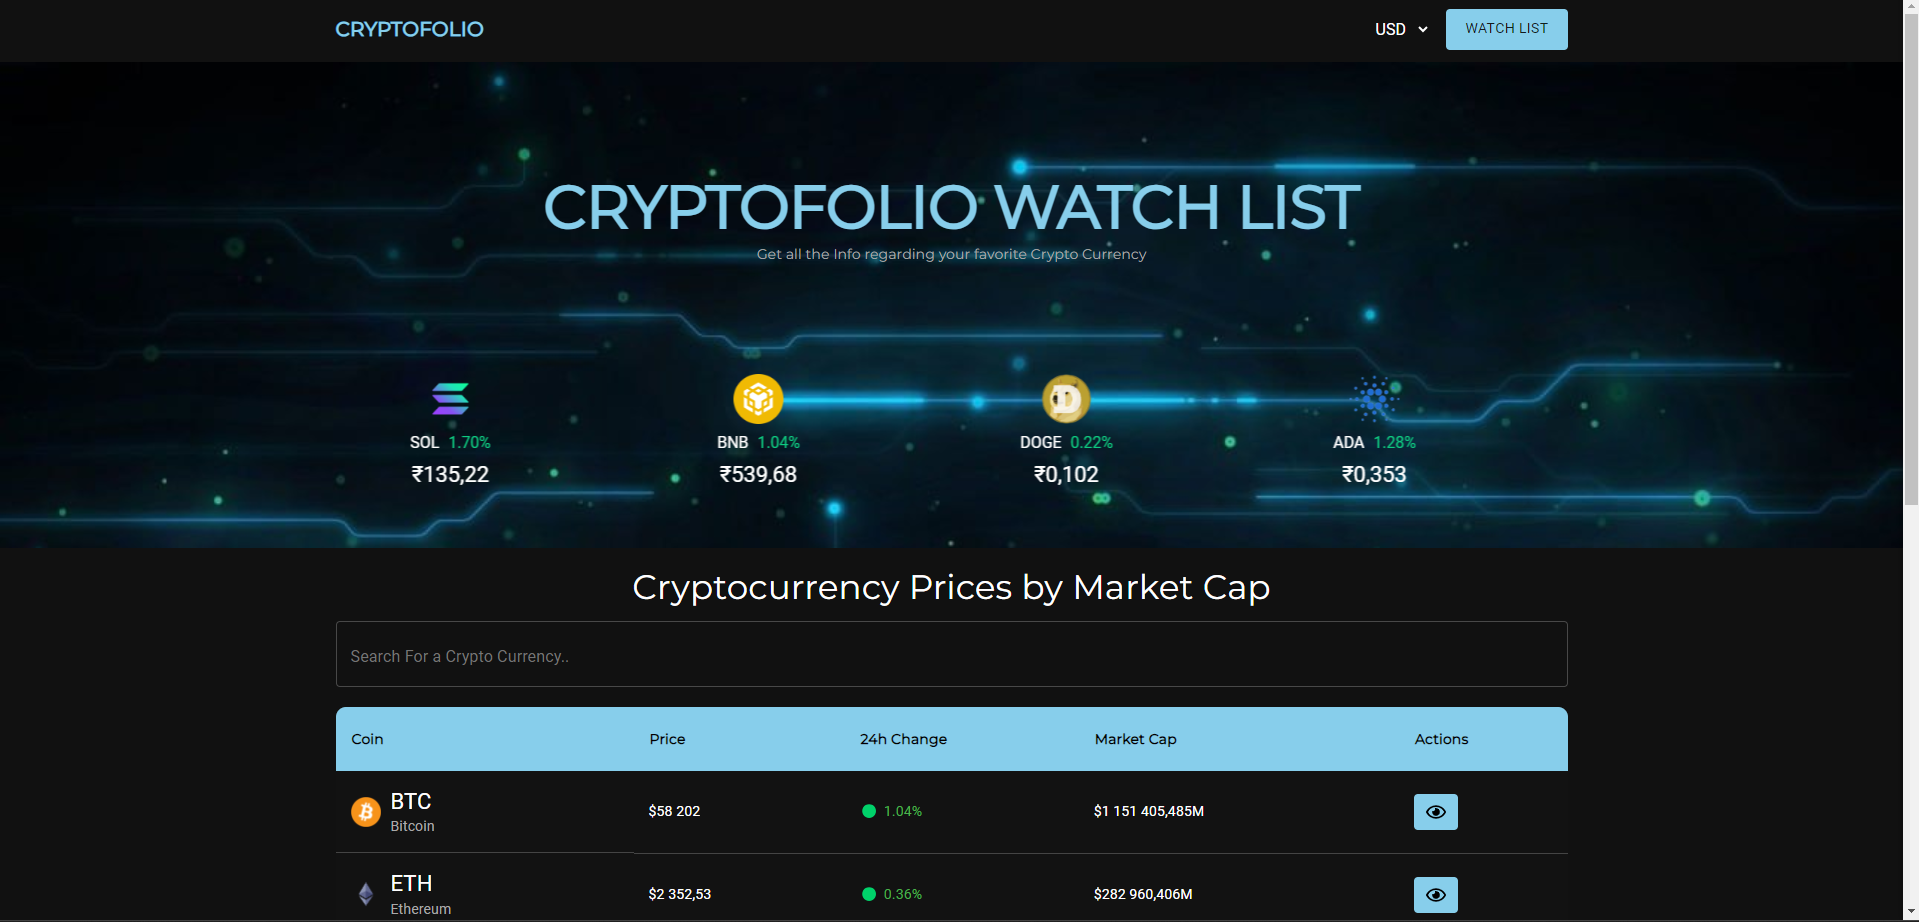 CRYPTOFOLIO
USD
WATCH LIST
CRYPTOFOLIO WATCH LIST
Get all the Info regarding your favorite Crypto Currency
SOL 1.70%
₹135,22
BNB 1.04%
₹539,68
DOGE 0.22%
₹0,102
ADA 1.28%
₹0,353
Cryptocurrency Prices by Market Cap
Search For a Crypto Currency..
Coin Price 24h Change Market Cap Actions
BTC
Bitcoin
$58 202 1.04% $1 151 405,485M
ETH
Ethereum
$2 352,53 0.36% $282 960,406M